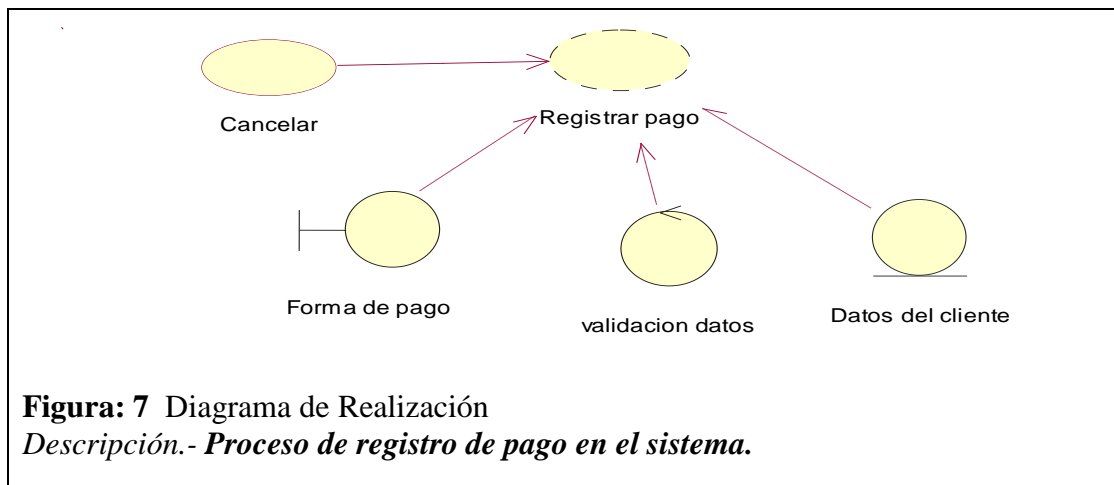 Cancelar
Registrar pago
Forma de pago
validacion datos
Datos del cliente
Figura: 7 Diagrama de Realización
Descripción.- Proceso de registro de pago en el sistema.